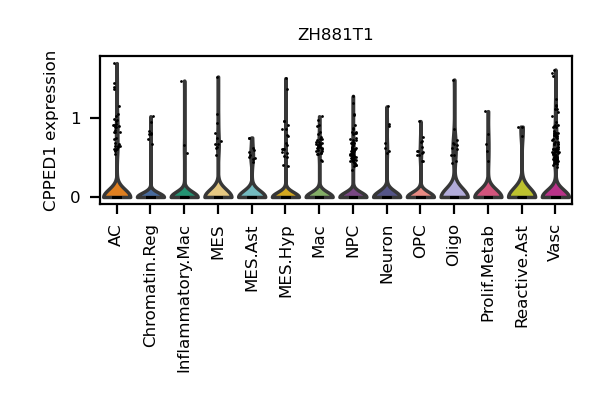 ZH881T1
CPPED1 expression
1
0
AC
Chromatin.Reg
Inflammatory.Mac
MES
MES.Ast
MES.Hyp
Mac
NPC
Neuron
OPC
Oligo
Prolif.Metab
Reactive.Ast
Vasc